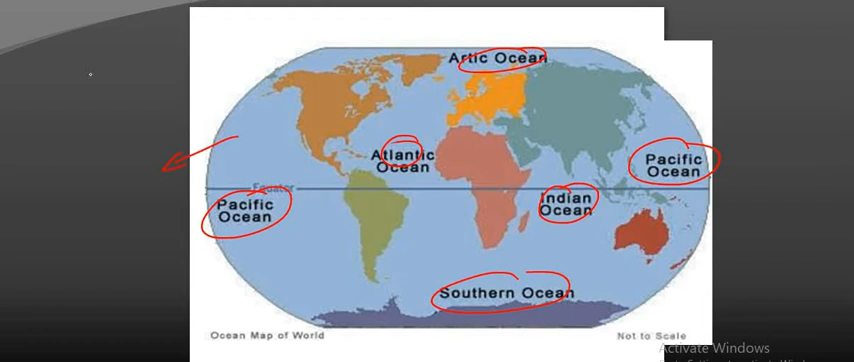 Artic Ocean
Atlantic
Ocean
Pacific
Ocean
Equator
Pacific
Ocean
Indian
Ocean
Southern Ocean
Ocean Map of World
Not to Scale
Activate Windows